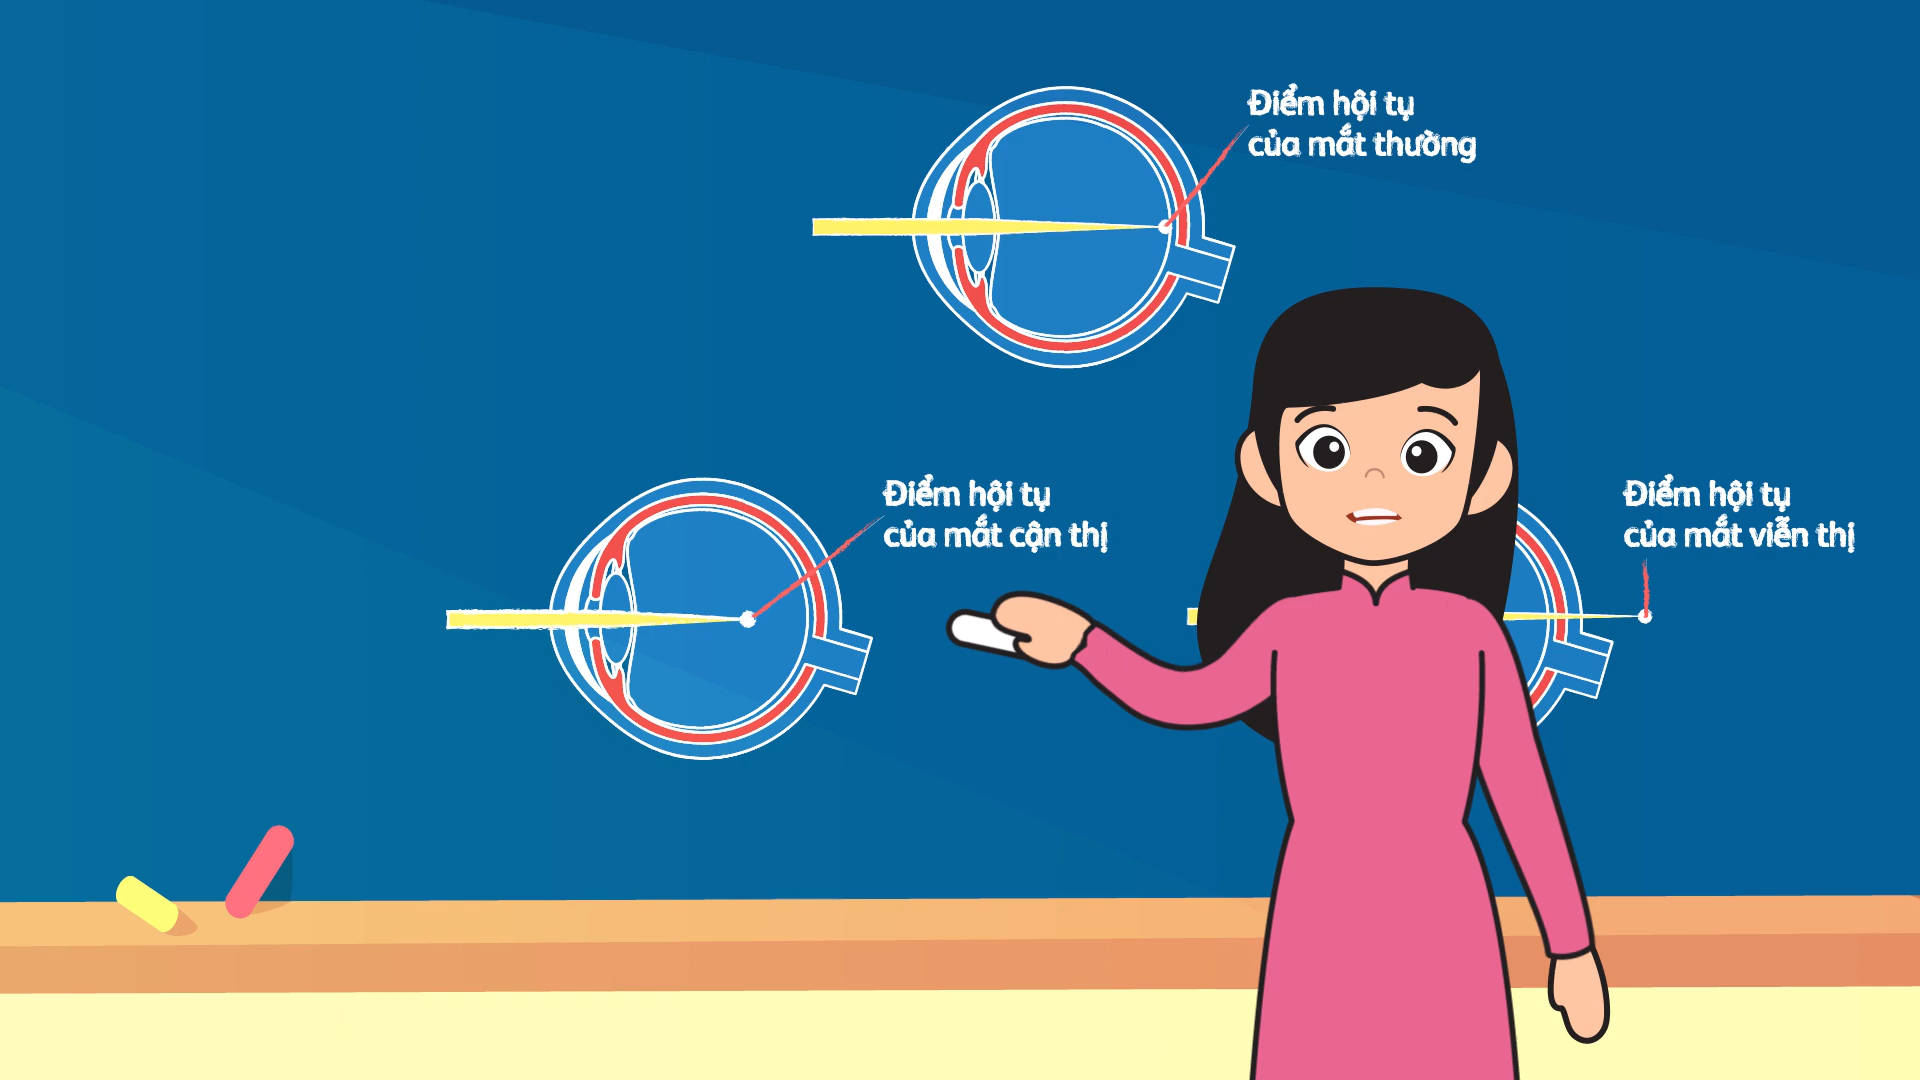 Điểm hội tụ
của mắt thường
Điểm hội tụ
của mắt cận thị
Điểm hội tụ
của mắt viễn thị